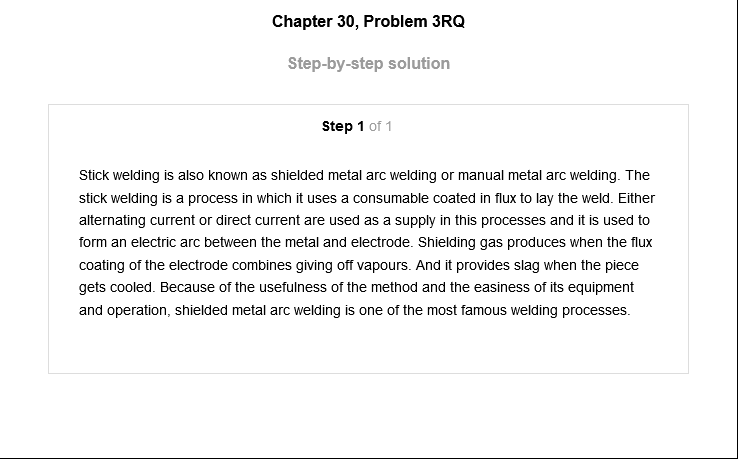 Chapter 30, Problem 3RQ
Step-by-step solution
Step 1 of 1
Stick welding is also known as shielded metal arc welding or manual metal arc welding. The
stick welding is a process in which it uses a consumable coated in flux to lay the weld. Either
alternating current or direct current are used as a supply in this processes and it is used to
form an electric arc between the metal and electrode. Shielding gas produces when the flux
coating of the electrode combines giving off vapours. And it provides slag when the piece
gets cooled. Because of the usefulness of the method and the easiness of its equipment
and operation, shielded metal arc welding is one of the most famous welding processes.